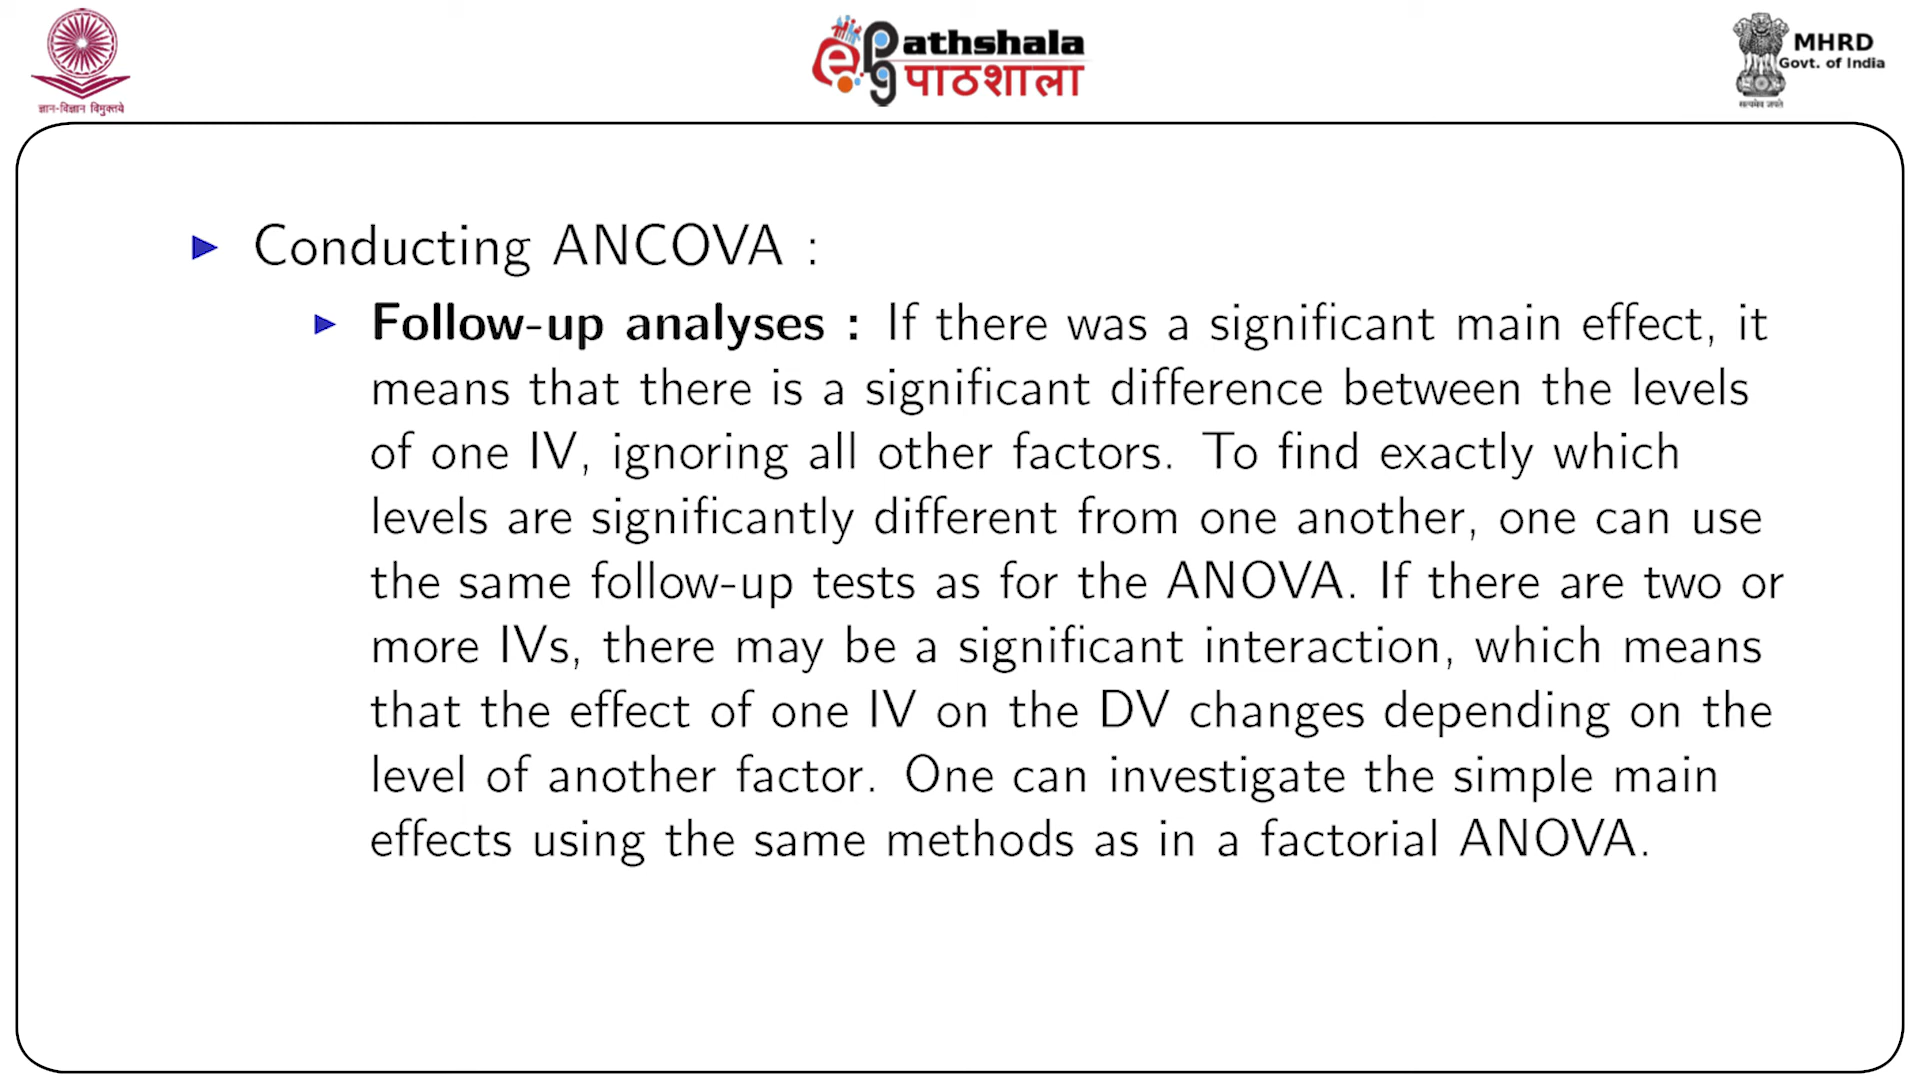 ज्ञान-विज्ञान विमुक्तये
e
pg
athshala
पाठशाला
MHRD
Govt. of India
सत्यमेव जयते
Conducting ANCOVA :
Follow-up analyses : If there was a significant main effect, it
means that there is a significant difference between the levels
of one IV, ignoring all other factors. To find exactly which
levels are significantly different from one another, one can use
the same follow-up tests as for the ANOVA. If there are two or
more IVs, there may be a significant interaction, which means
that the effect of one IV on the DV changes depending on the
level of another factor. One can investigate the simple main
effects using the same methods as in a factorial ANOVA.